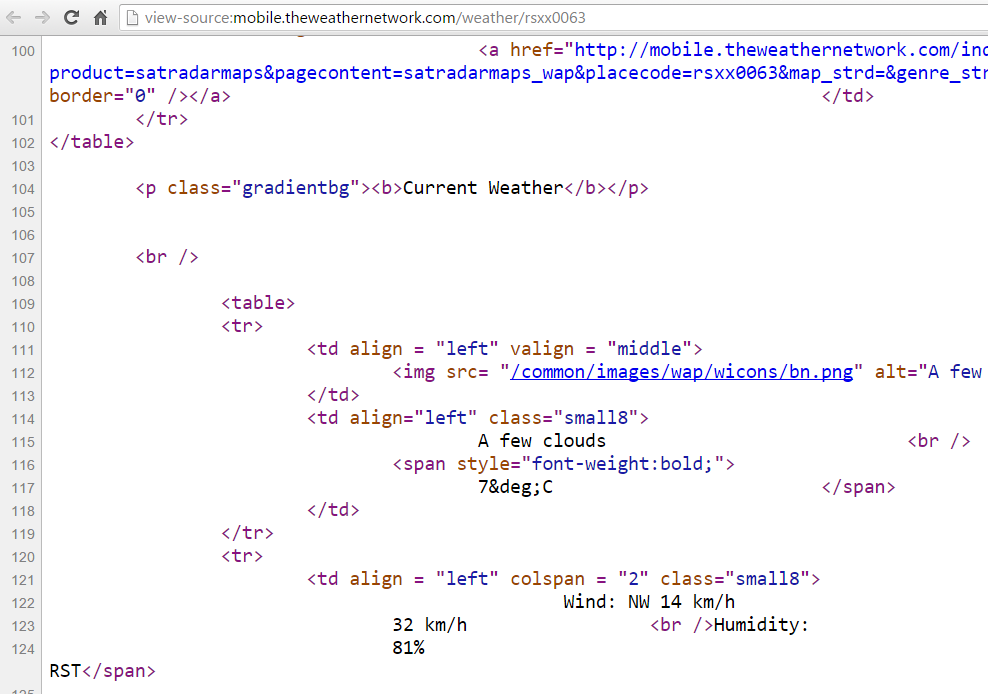 view-source:mobile.theweathernetwork.com/weather/rsxx0063
100 <a href="http://mobile.theweathernetwork.com/
product=satradarmaps&pagecontent=satradarmaps_wap&placecode=rsxx0063&map_strd=&genre_str
border="0" /></a> </td>
101 </tr>
102 </table>
103
104 <p class="gradientbg"><b>Current Weather</b></p>
105
106
107 <br />
108
109 <table>
110 <tr>
111 <td align = "left" valign = "middle">
112 <img src= "/common/images/wap/wicons/bn.png" alt="A few
113 </td>
114 <td align="left" class="small8">
115 A few clouds <br />
116 <span style="font-weight:bold;">
117 7&deg;C </span>
118 </td>
119 </tr>
120 <tr>
121 <td align = "left" colspan = "2" class="small8">
122 Wind: NW 14 km/h
123 32 km/h <br />Humidity:
124 81%
RST</span>